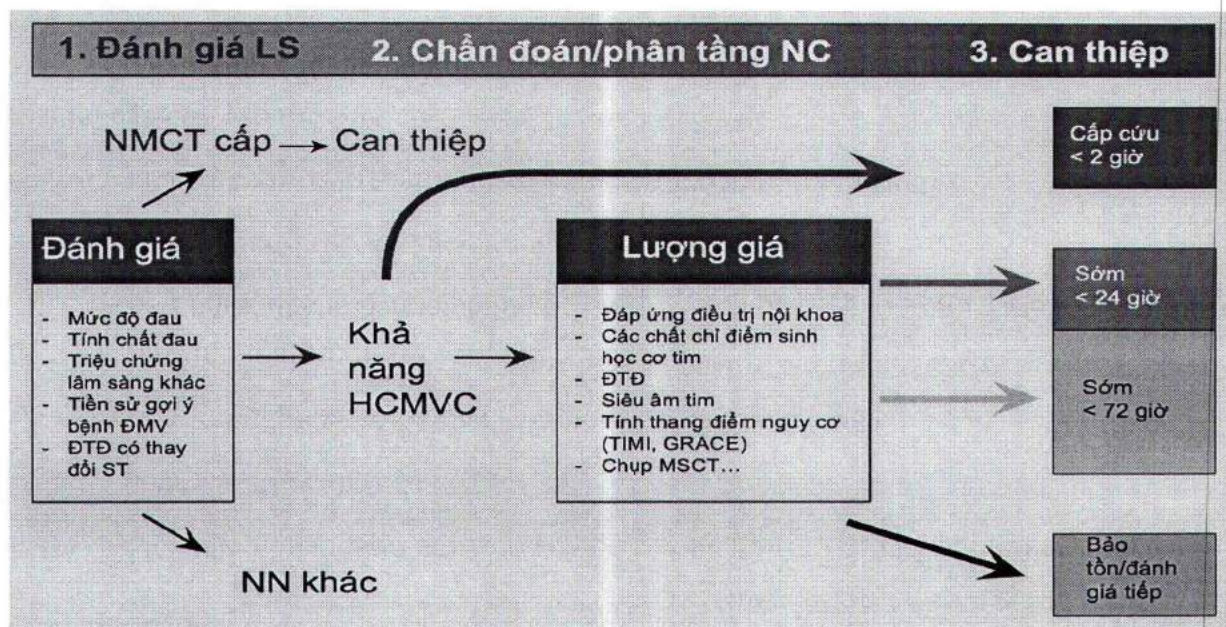 1. Đánh giá LS
2. Chẩn đoán/phân tầng NC
3. Can thiệp
NMCT cấp
Can thiệp
Cấp cứu
< 2 giờ
Đánh giá
- Mức độ đau
- Tính chất đau
- Triệu chứng
lâm sàng khác
- Tiền sử gợi ý
bệnh ĐMV
- ĐTĐ có thay
đổi ST
Khả
năng
HCMVC
Lượng giá
- Đáp ứng điều trị nội khoa
- Các chất chỉ điểm sinh
học cơ tim
- ĐTĐ
- Siêu âm tim
- Tính thang điểm nguy cơ
(TIMI, GRACE)
- Chụp MSCT...
Sớm
< 24 giờ
Sớm
< 72 giờ
NN khác
Bảo
tồn/đánh
giá tiếp